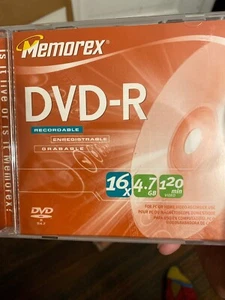 Memorex
DVD-R
RECORDABLE
ENREGISTRABLE
GRABABLE
is it live or is it Memorex?
16x
4.7 GB
120 min
DVD
R